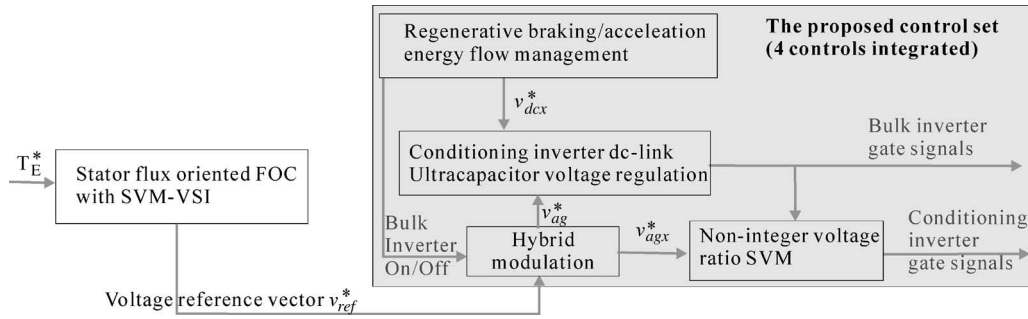 Regenerative braking/acceleation
energy flow management
The proposed control set
(4 controls integrated)
v*dcx
T*E
Stator flux oriented FOC
with SVM-VSI
Conditioning inverter dc-link
Ultracapacitor voltage regulation
Bulk inverter
gate signals
v*ag
Bulk
Inverter
On/Off
Hybrid
modulation
v*agx
Non-integer voltage
ratio SVM
Conditioning
inverter
gate signals
Voltage reference vector v*ref